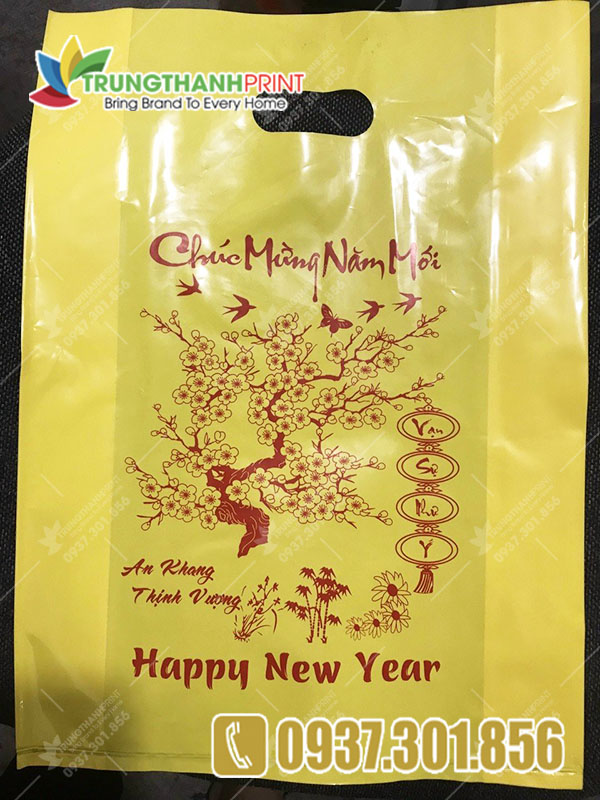 TRUNGTHANHPRINT
Bring Brand To Every Home
Chúc Mừng Năm Mới
Vạn
Sự
Như
Ý
An Khang
Thịnh Vượng
Happy New Year
0937.301.856